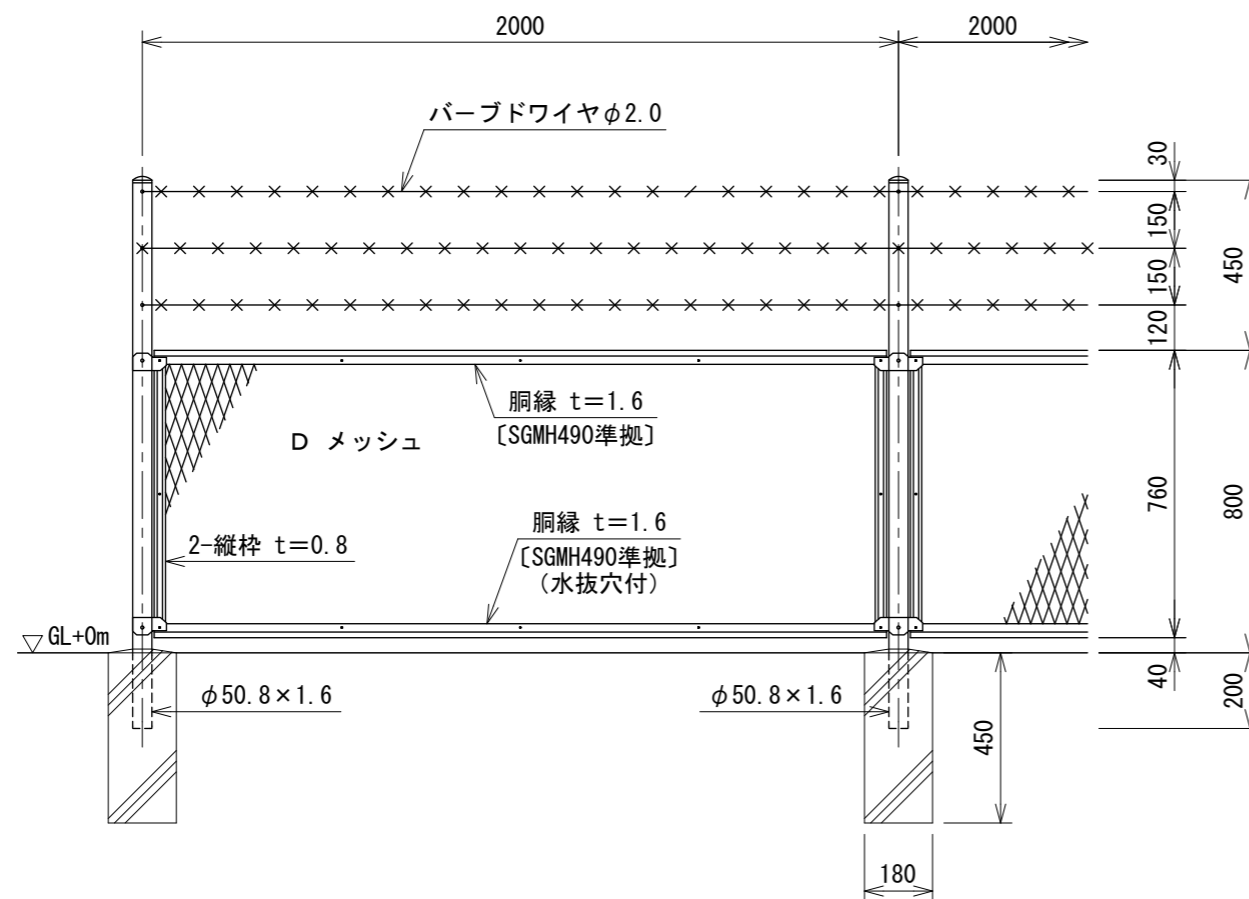 2000
2000
バーブドワイヤφ2.0
30
150
150
120
450
胴縁 t=1.6
〔SGMH490準拠〕
D メッシュ
760
800
胴縁 t=1.6
〔SGMH490準拠〕
(水抜穴付)
2-縦枠 t=0.8
GL+0m
40
200
φ50.8×1.6
φ50.8×1.6
450
180